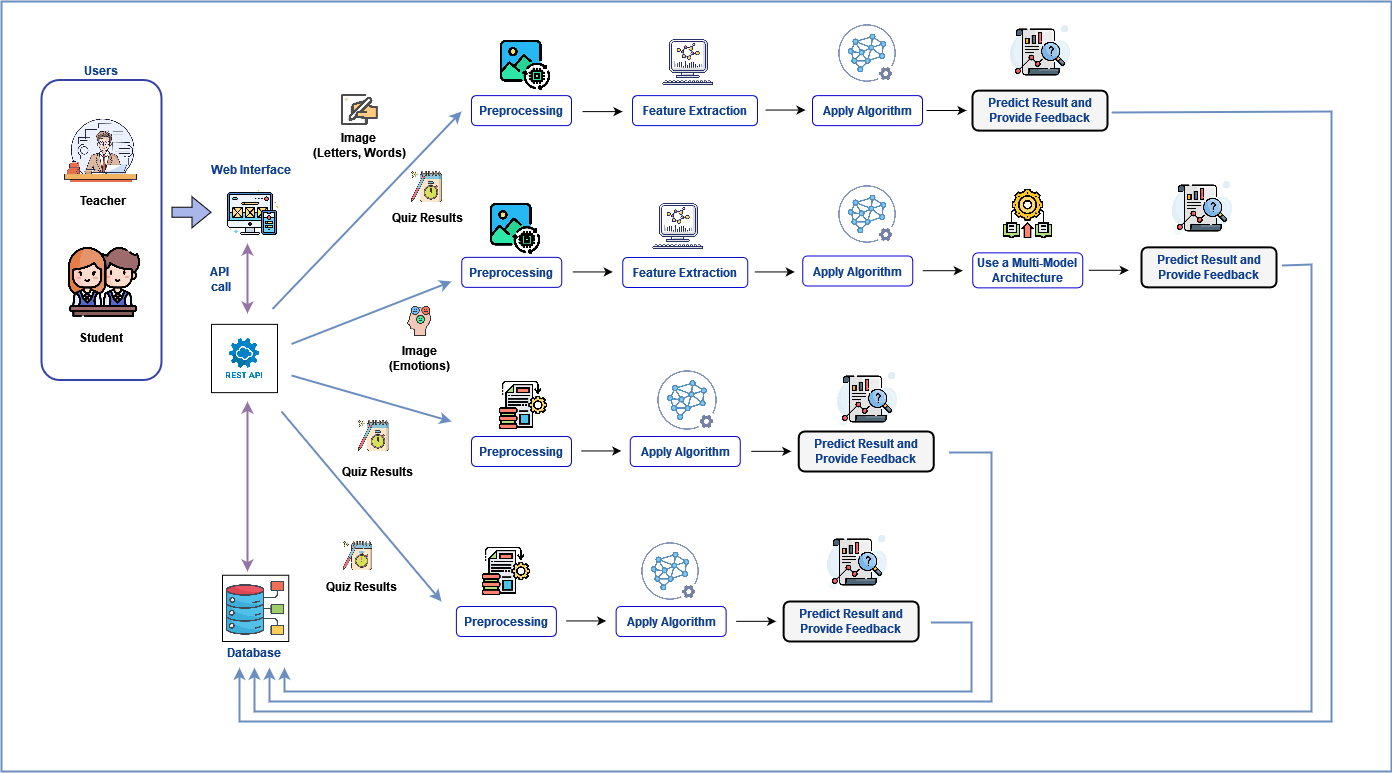 Users
Teacher
Student
Web Interface
API
call
REST API
Database
Image
(Letters, Words)
Quiz Results
Preprocessing
Feature Extraction
Apply Algorithm
Predict Result and
Provide Feedback
Image
(Emotions)
Preprocessing
Feature Extraction
Apply Algorithm
Use a Multi-Model
Architecture
Predict Result and
Provide Feedback
Quiz Results
Preprocessing
Apply Algorithm
Predict Result and
Provide Feedback
Quiz Results
Preprocessing
Apply Algorithm
Predict Result and
Provide Feedback